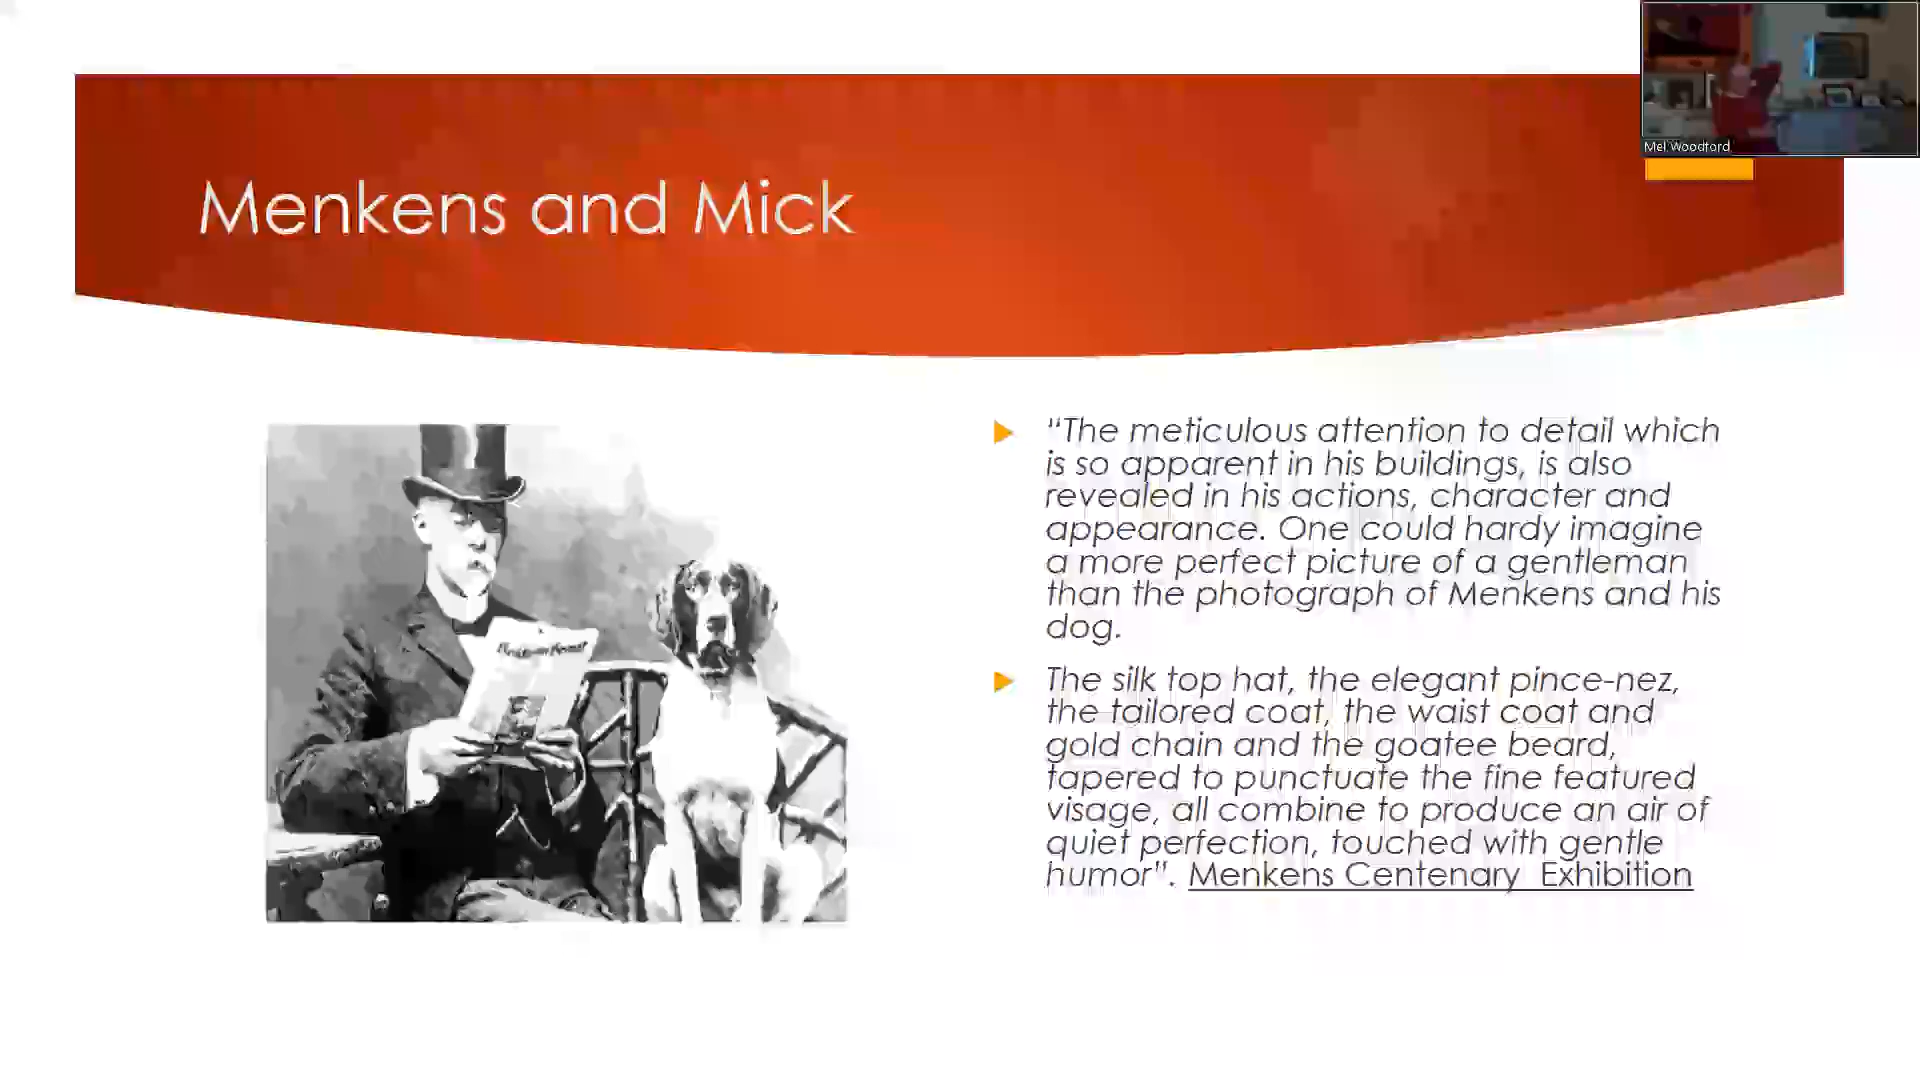 Mel Woodford
Menkens and Mick
“The meticulous attention to detail which
is so apparent in his buildings, is also
revealed in his actions, character and
appearance. One could hardy imagine
a more perfect picture of a gentleman
than the photograph of Menkens and his
dog.
The silk top hat, the elegant pince-nez,
the tailored coat, the waist coat and
gold chain and the goatee beard,
tapered to punctuate the fine featured
visage, all combine to produce an air of
quiet perfection, touched with gentle
humor”. Menkens Centenary Exhibition